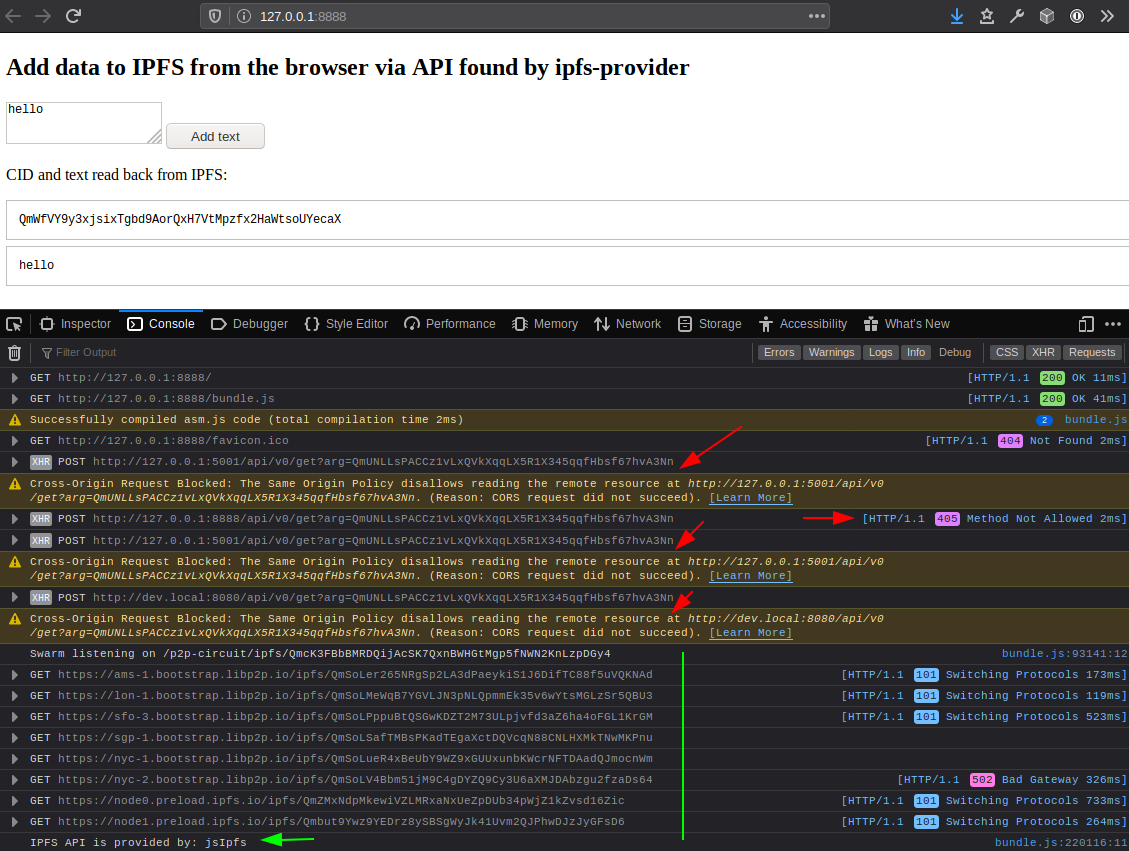 127.0.0.1:8888
Add data to IPFS from the browser via API found by ipfs-provider
hello
Add text
CID and text read back from IPFS:
QmWfVY9y3xjsixTgbd9AorQxH7VtMpzfx2HaWtsoUYecaX
hello
Inspector Console Debugger Style Editor Performance Memory Network Storage Accessibility What's New
Filter Output Errors Warnings Logs Info Debug CSS XHR Requests
GET http://127.0.0.1:8888/ [HTTP/1.1 200 OK 11ms]
GET http://127.0.0.1:8888/bundle.js [HTTP/1.1 200 OK 41ms]
Successfully compiled asm.js code (total compilation time 2ms) 2 bundle.js
GET http://127.0.0.1:8888/favicon.ico [HTTP/1.1 404 Not Found 2ms]
XHR POST http://127.0.0.1:5001/api/v0/get?arg=QmUNLLsPACCz1vLxQVkXqqLX5R1X345qqfHbsf67hvA3Nn
Cross-Origin Request Blocked: The Same Origin Policy disallows reading the remote resource at http://127.0.0.1:5001/api/v0
/get?arg=QmUNLLsPACCz1vLxQVkXqqLX5R1X345qqfHbsf67hvA3Nn. (Reason: CORS request did not succeed). [Learn More]
XHR POST http://127.0.0.1:8888/api/v0/get?arg=QmUNLLsPACCz1vLxQVkXqqLX5R1X345qqfHbsf67hvA3Nn [HTTP/1.1 405 Method Not Allowed 2ms]
XHR POST http://127.0.0.1:5001/api/v0/get?arg=QmUNLLsPACCz1vLxQVkXqqLX5R1X345qqfHbsf67hvA3Nn
Cross-Origin Request Blocked: The Same Origin Policy disallows reading the remote resource at http://127.0.0.1:5001/api/v0
/get?arg=QmUNLLsPACCz1vLxQVkXqqLX5R1X345qqfHbsf67hvA3Nn. (Reason: CORS request did not succeed). [Learn More]
XHR POST http://dev.local:8080/api/v0/get?arg=QmUNLLsPACCz1vLxQVkXqqLX5R1X345qqfHbsf67hvA3Nn
Cross-Origin Request Blocked: The Same Origin Policy disallows reading the remote resource at http://dev.local:8080/api/v0
/get?arg=QmUNLLsPACCz1vLxQVkXqqLX5R1X345qqfHbsf67hvA3Nn. (Reason: CORS request did not succeed). [Learn More]
Swarm listening on /p2p-circuit/ipfs/QmcK3FBbBMRDQijAcSK7QxnBWHGtMgp5fNWN2KnLzpDGy4 bundle.js:93141:12
GET https://ams-1.bootstrap.libp2p.io/ipfs/QmSoLer265NRgSp2LA3dPaeykiS1J6DifTC88f5uVQKNAd [HTTP/1.1 101 Switching Protocols 173ms]
GET https://lon-1.bootstrap.libp2p.io/ipfs/QmSoLMeWqB7YGVLJN3pNLQpmmEk35v6wYtsMGLzSr5QBU3 [HTTP/1.1 101 Switching Protocols 119ms]
GET https://sfo-3.bootstrap.libp2p.io/ipfs/QmSoLPppuBtQSGwKDZT2M73ULpjvfd3aZ6ha4oFGL1KrGM [HTTP/1.1 101 Switching Protocols 523ms]
GET https://sgp-1.bootstrap.libp2p.io/ipfs/QmSoLSafTMBsPKadTEgaXctDQVcqN88CNLHXMkTNwMKPnu
GET https://nyc-1.bootstrap.libp2p.io/ipfs/QmSoLueR4xBeUbY9WZ9xGUUxunbKWcrNFTDAadQJmocnWm
GET https://nyc-2.bootstrap.libp2p.io/ipfs/QmSoLV4Bbm51jM9C4gDYZQ9Cy3U6aXMJDAbzgu2fzaDs64 [HTTP/1.1 502 Bad Gateway 326ms]
GET https://node0.preload.ipfs.io/ipfs/QmZMxNdpMkewiVZLMRxaNxUeZpDUb34pWjZ1kZvsd16Zic [HTTP/1.1 101 Switching Protocols 733ms]
GET https://node1.preload.ipfs.io/ipfs/Qmbut9Ywz9YEDrz8ySBSgWyJk41Uvm2QJPhwDJzJyGFsD6 [HTTP/1.1 101 Switching Protocols 264ms]
IPFS API is provided by: jsIpfs bundle.js:220116:11